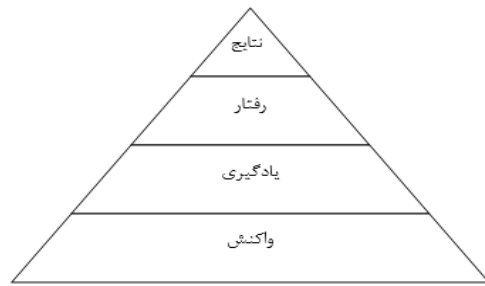 نتایج
رفتار
یادگیری
واکنش